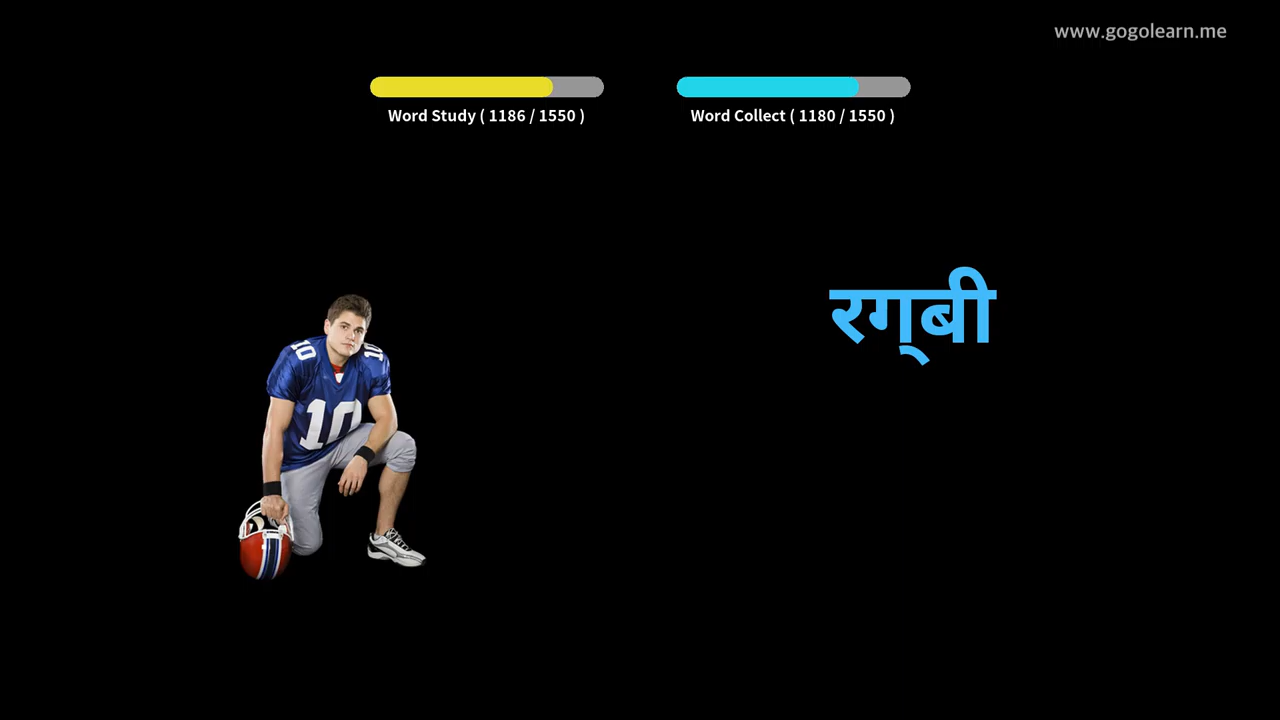 www.gogolearn.me
Word Study ( 1186 / 1550 )
Word Collect ( 1180 / 1550 )
रग्‌बी
10
10
10